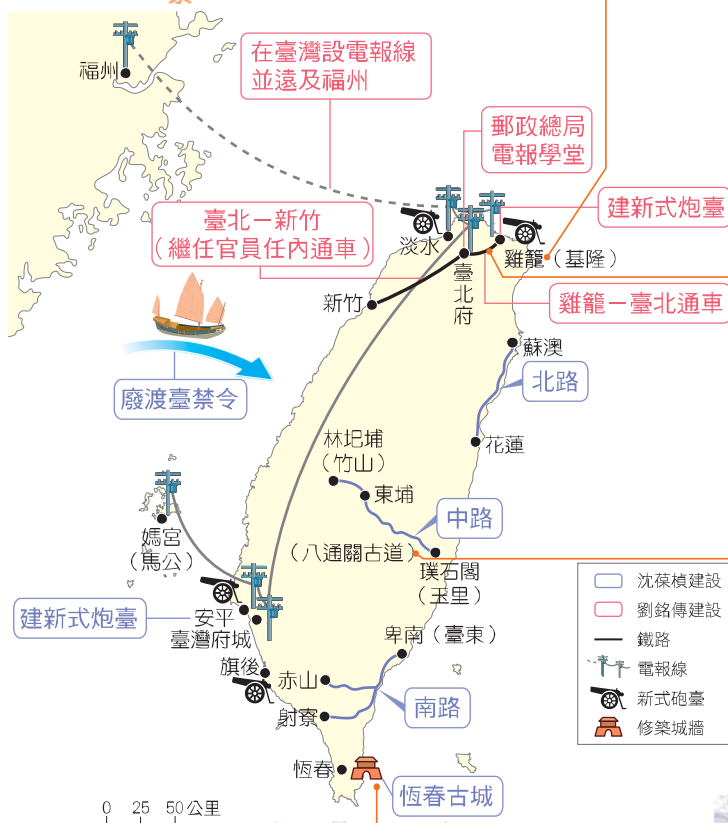 福州
在臺灣設電報線
並遠及福州
郵政總局
電報學堂
建新式炮臺
臺北－新竹
（繼任官員任內通車）
淡水
雞籠（基隆）
臺北府
雞籠－臺北通車
新竹
蘇澳
北路
廢渡臺禁令
花蓮
林圯埔
（竹山）
東埔
中路
媽宮
（馬公）
（八通關古道）
璞石閣
（玉里）
建新式炮臺
安平
臺灣府城
卑南（臺東）
旗後
赤山
射寮
南路
恆春
恆春古城
沈葆楨建設
劉銘傳建設
鐵路
電報線
新式砲臺
修築城牆
0 25 50公里